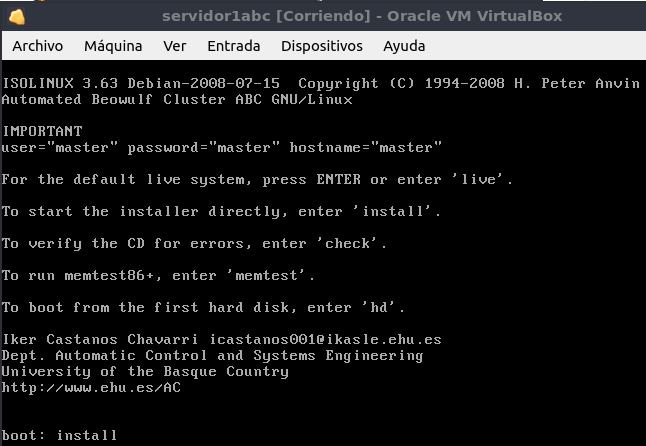 servidor1abc [Corriendo] - Oracle VM VirtualBox
Archivo Máquina Ver Entrada Dispositivos Ayuda
ISOLINUX 3.63 Debian-2008-07-15 Copyright (C) 1994-2008 H. Peter Anvin
Automated Beowulf Cluster ABC GNU/Linux
IMPORTANT
user="master" password="master" hostname="master"
For the default live system, press ENTER or enter 'live'.
To start the installer directly, enter 'install'.
To verify the CD for errors, enter 'check'.
To run memtest86+, enter 'memtest'.
To boot from the first hard disk, enter 'hd'.
Iker Castanos Chavarri icastanos001@ikasle.ehu.es
Dept. Automatic Control and Systems Engineering
University of the Basque Country
http://www.ehu.es/AC
boot: install